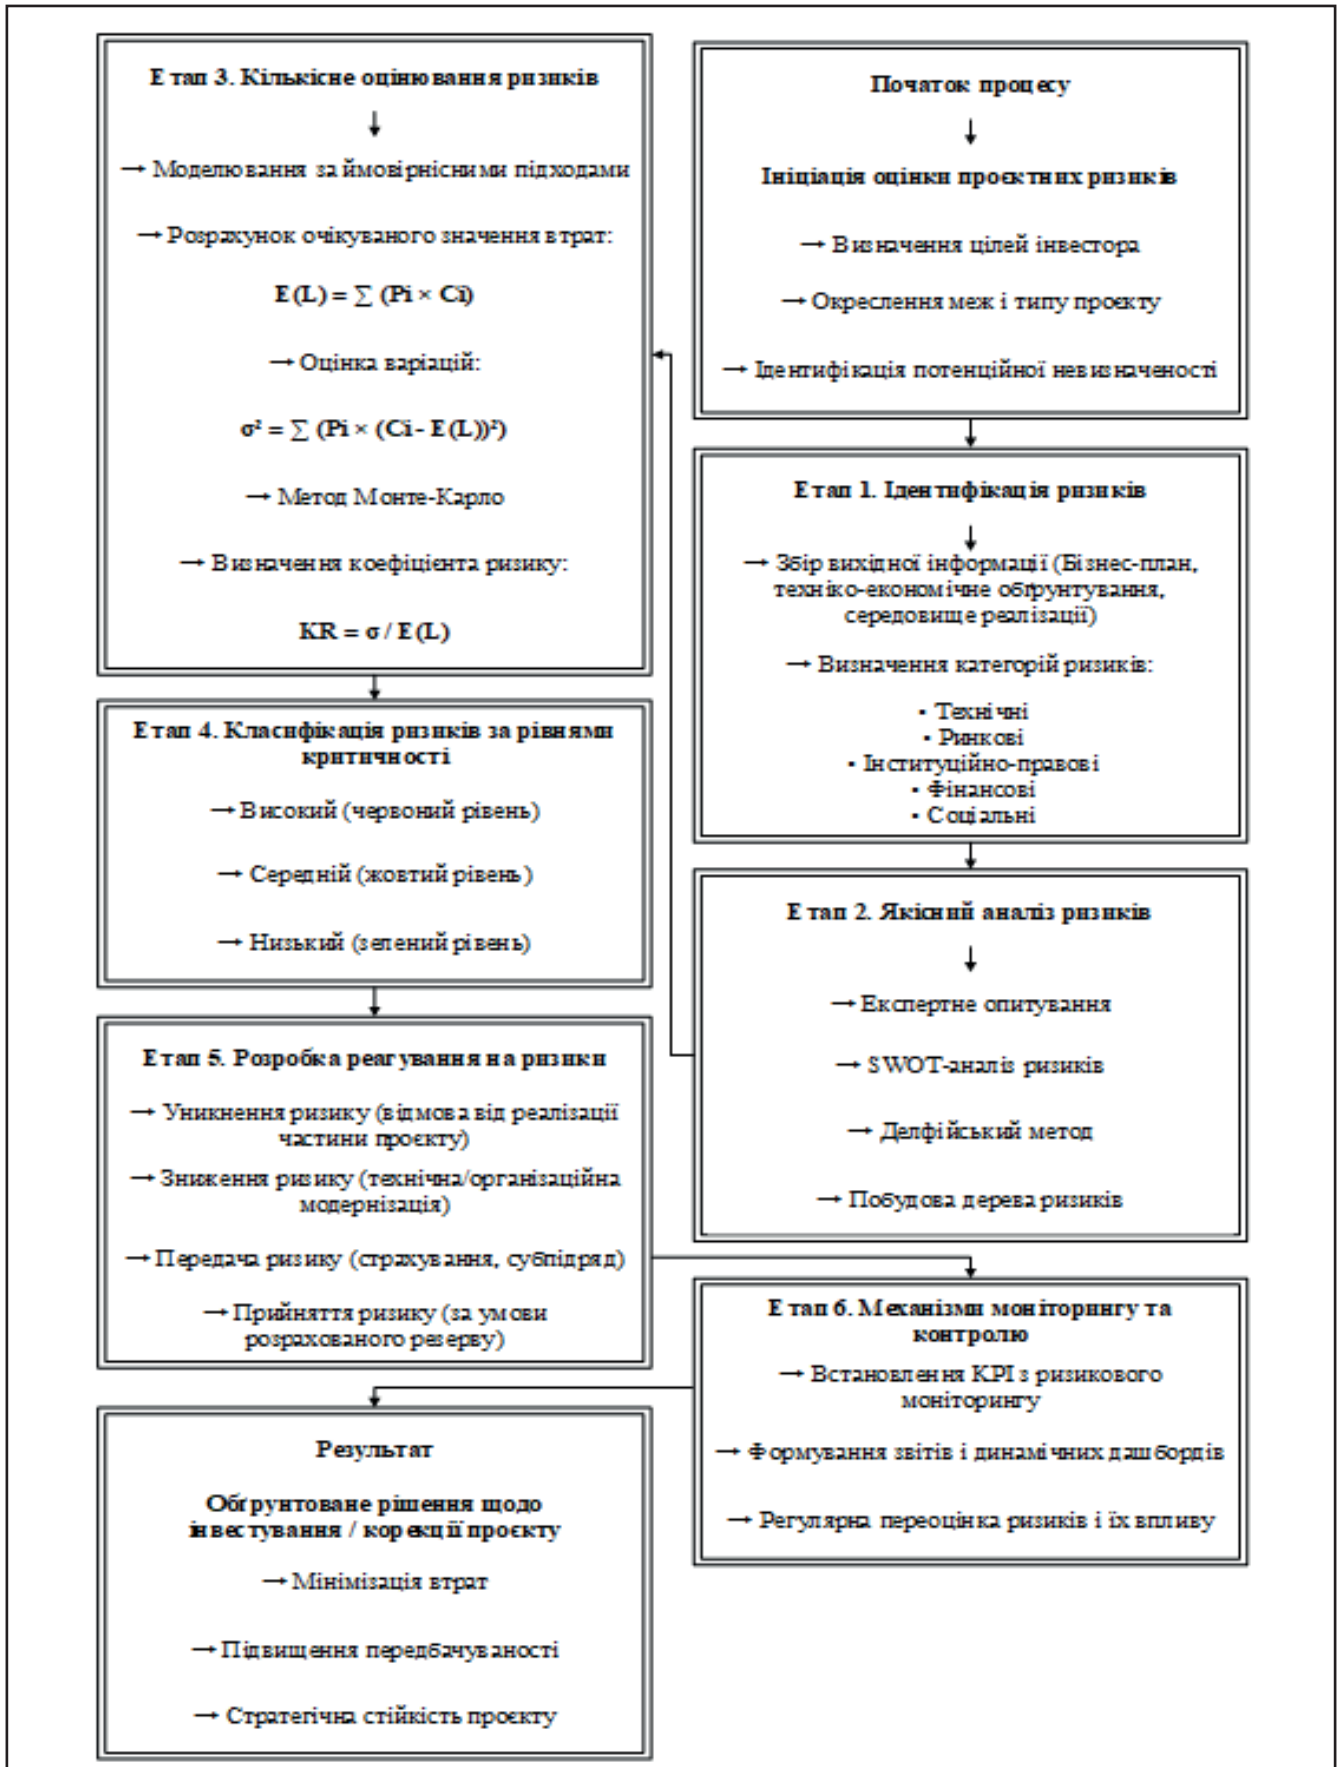 Початок процесу
↓
Ініціація оцінки проєктних ризиків
→ Визначення цілей інвестора
→ Окреслення меж і типу проєкту
→ Ідентифікація потенційної невизначеності
Етап 1. Ідентифікація ризиків
↓
→ Збір вихідної інформації (Бізнес-план,
техніко-економічне обґрунтування,
середовище реалізації)
→ Визначення категорій ризиків:
▪ Технічні
▪ Ринкові
▪ Інституційно-правові
▪ Фінансові
▪ Соціальні
Етап 2. Якісний аналіз ризиків
↓
→ Експертне опитування
→ SWOT-аналіз ризиків
→ Делфійський метод
→ Побудова дерева ризиків
Етап 3. Кількісне оцінювання ризиків
↓
→ Моделювання за ймовірнісними підходами
→ Розрахунок очікуваного значення втрат:
E(L) = ∑ (Pi × Ci)
→ Оцінка варіацій:
σ² = ∑ (Pi × (Ci - E(L))²)
→ Метод Монте-Карло
→ Визначення коефіцієнта ризику:
KR = σ / E(L)
Етап 4. Класифікація ризиків за рівнями
критичності
→ Високий (червоний рівень)
→ Середній (жовтий рівень)
→ Низький (зелений рівень)
Етап 5. Розробка реагування на ризики
→ Уникнення ризику (відмова від реалізації
частини проєкту)
→ Зниження ризику (технічна/організаційна
модернізація)
→ Передача ризику (страхування, субпідряд)
→ Прийняття ризику (за умови
розрахованого резерву)
Етап 6. Механізми моніторингу та
контролю
→ Встановлення KPI з ризикового
моніторингу
→ Формування звітів і динамічних дашбордів
→ Регулярна переоцінка ризиків і їх впливу
Результат
Обґрунтоване рішення щодо
інвестування / корекції проєкту
→ Мінімізація втрат
→ Підвищення передбачуваності
→ Стратегічна стійкість проєкту